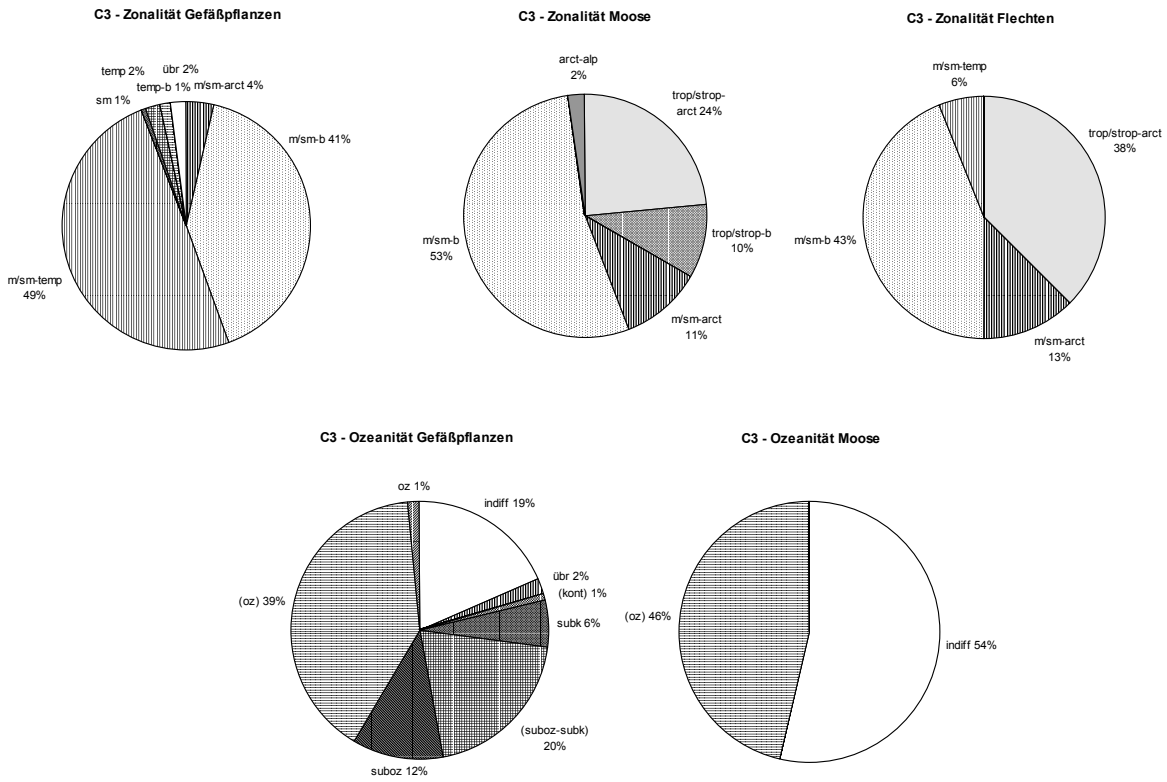 C3 - Zonalität Gefäßpflanzen
temp 2%
übr 2%
temp-b 1%
m/sm-arct 4%
sm 1%
m/sm-b 41%
m/sm-temp
49%
C3 - Zonalität Moose
arct-alp
2%
trop/strop-
arct 24%
trop/strop-b
10%
m/sm-arct
11%
m/sm-b
53%
C3 - Zonalität Flechten
m/sm-temp
6%
trop/strop-arct
38%
m/sm-arct
13%
m/sm-b 43%
C3 - Ozeanität Gefäßpflanzen
oz 1%
indiff 19%
übr 2%
(kont) 1%
subk 6%
(suboz-subk)
20%
suboz 12%
(oz) 39%
C3 - Ozeanität Moose
(oz) 46%
indiff 54%